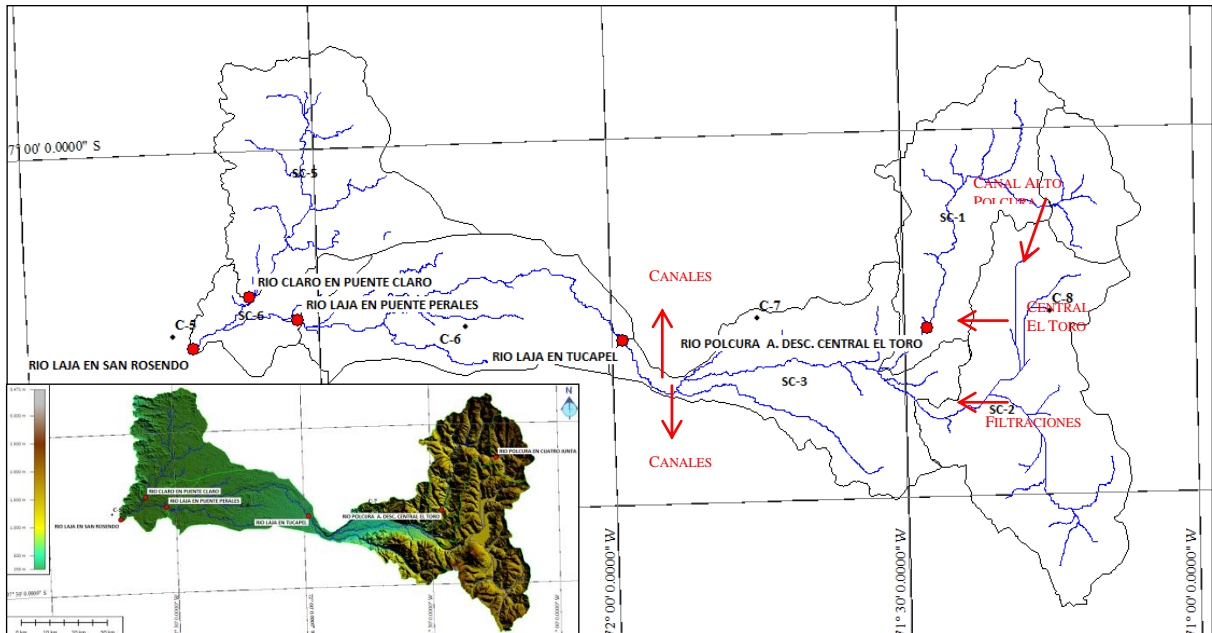 SC-5
7° 00' 0.0000" S
CANAL ALTO
POLCURA
SC-1
RIO CLARO EN PUENTE CLARO
CANALES
C-7
C-8
RIO LAJA EN PUENTE PERALES
SC-6
C-5
C-6
CENTRAL
EL TORO
RIO POLCURA A. DESC. CENTRAL EL TORO
RIO LAJA EN TUCAPEL
RIO LAJA EN SAN ROSENDO
SC-3
SC-2
FILTRACIONES
CANALES
N
RIO POLCURA EN CUATRO JUNTA
RIO CLARO EN PUENTE CLARO
RIO LAJA EN PUENTE PERALES
RIO LAJA EN SAN ROSENDO
RIO LAJA EN TUCAPEL
C-7
RIO POLCURA A. DESC. CENTRAL EL TORO
72° 00' 0.0000" W
71° 30' 0.0000" W
71° 00' 0.0000" W